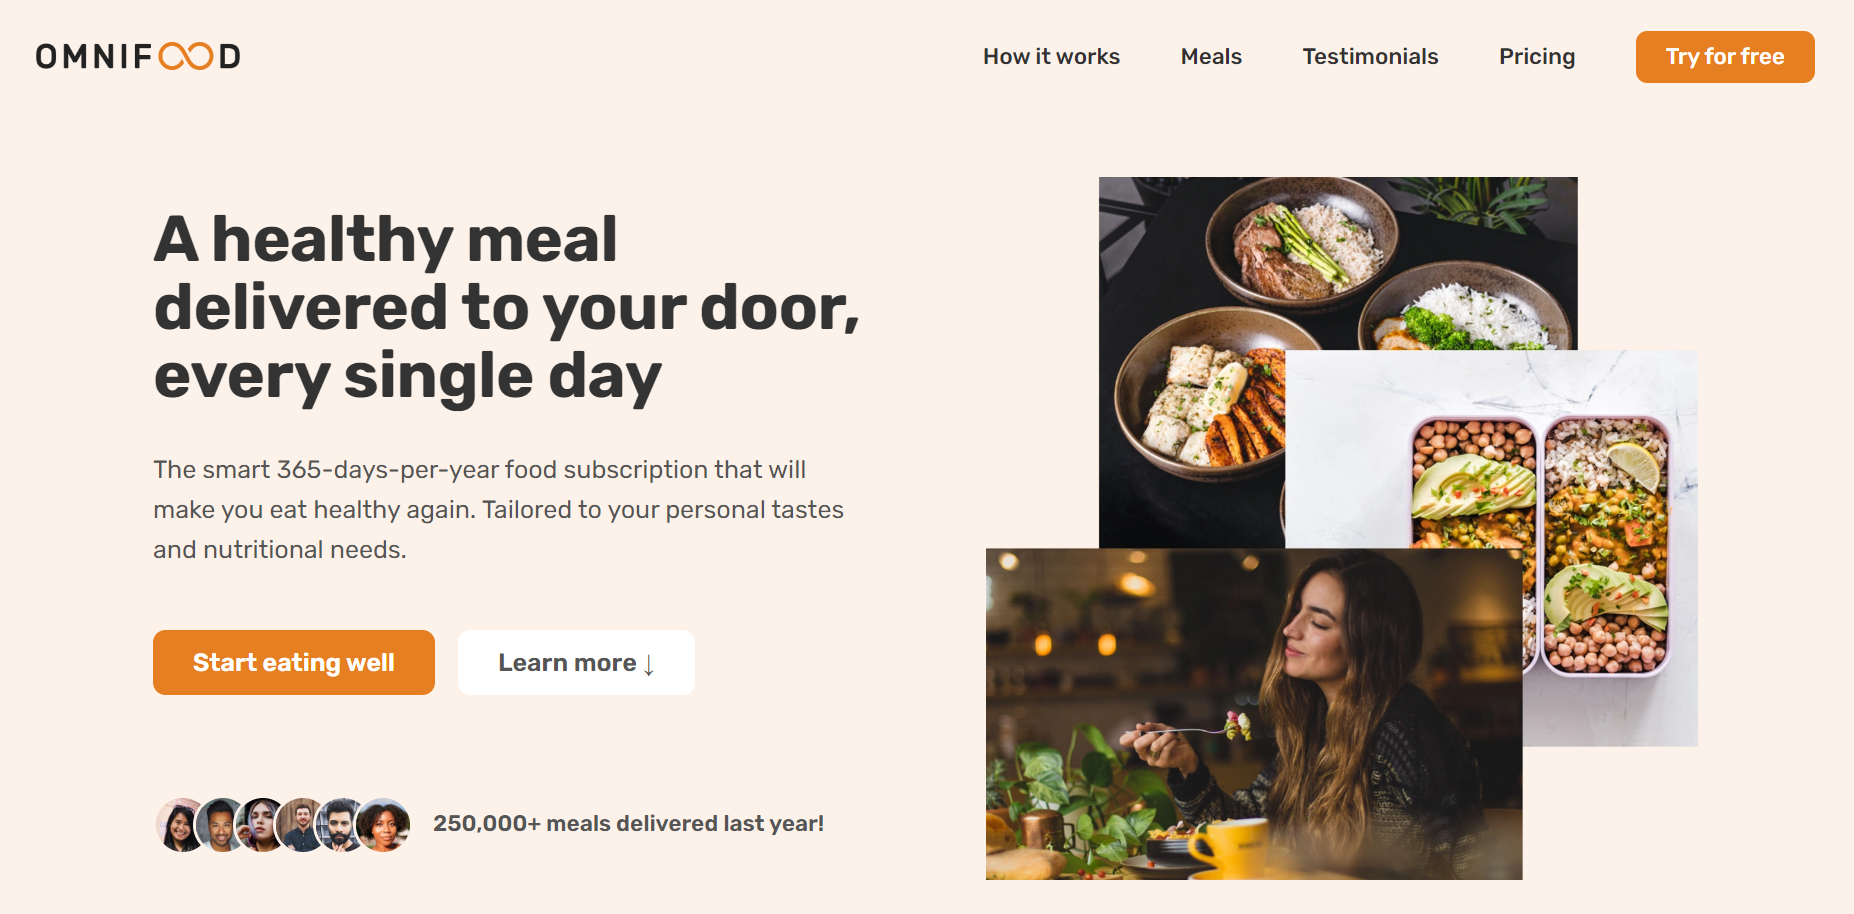 OMNIFOOD
How it works
Meals
Testimonials
Pricing
Try for free
A healthy meal
delivered to your door,
every single day
The smart 365-days-per-year food subscription that will
make you eat healthy again. Tailored to your personal tastes
and nutritional needs.
Start eating well
Learn more ↓
250,000+ meals delivered last year!